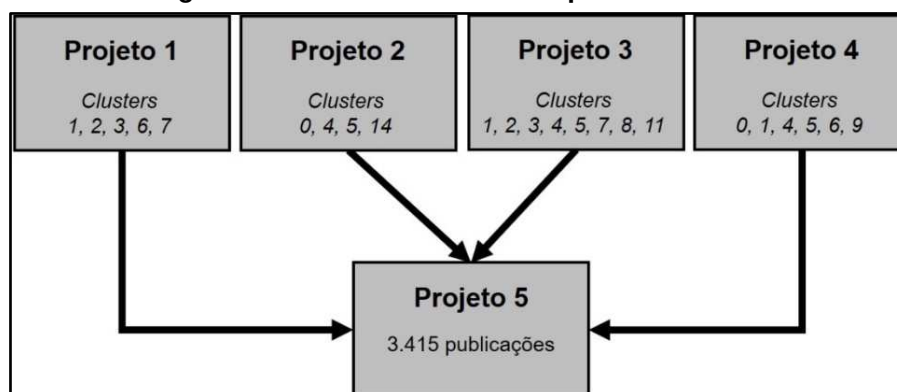 Projeto 1
Clusters
1, 2, 3, 6, 7
Projeto 2
Clusters
0, 4, 5, 14
Projeto 3
Clusters
1, 2, 3, 4, 5, 7, 8, 11
Projeto 4
Clusters
0, 1, 4, 5, 6, 9
Projeto 5
3.415 publicações